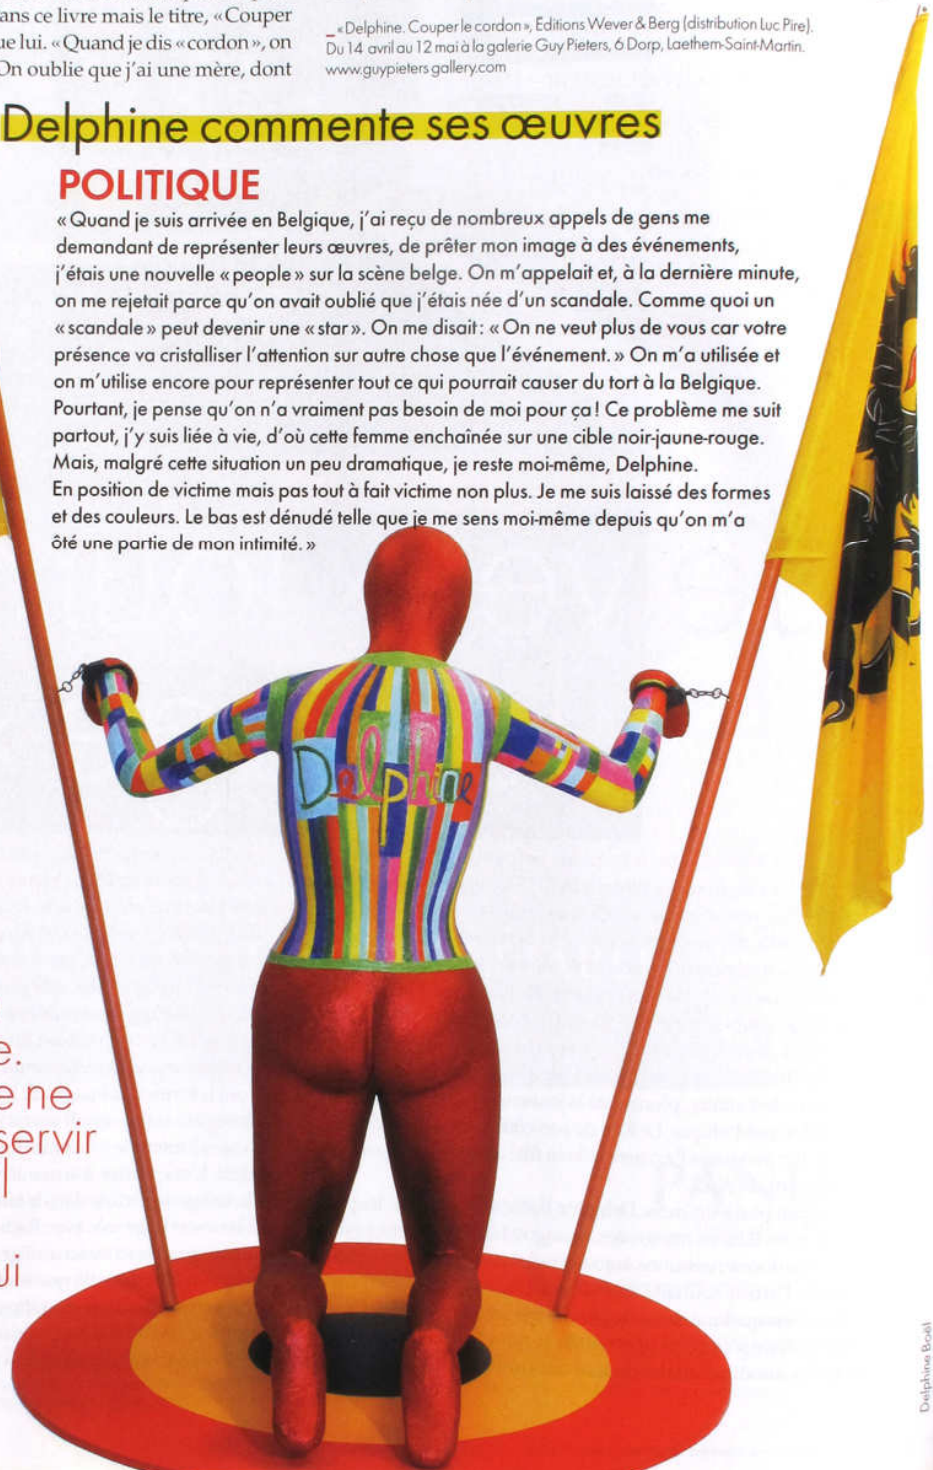 ans ce livre mais le titre, «Couper
ue lui. «Quand je dis «cordon», on
On oublie que j'ai une mère, dont
_«Delphine. Couper le cordon», Editions Wever & Berg (distribution Luc Pire).
Du 14 avril au 12 mai à la galerie Guy Pieters, 6 Dorp, Laethem-Saint-Martin.
www.guypieters gallery.com
Delphine commente ses œuvres
POLITIQUE
«Quand je suis arrivée en Belgique, j'ai reçu de nombreux appels de gens me
demandant de représenter leurs œuvres, de prêter mon image à des événements,
j'étais une nouvelle «people» sur la scène belge. On m'appelait et, à la dernière minute,
on me rejetait parce qu'on avait oublié que j'étais née d'un scandale. Comme quoi un
«scandale» peut devenir une «star». On me disait: «On ne veut plus de vous car votre
présence va cristalliser l'attention sur autre chose que l'événement.» On m'a utilisée et
on m'utilise encore pour représenter tout ce qui pourrait causer du tort à la Belgique.
Pourtant, je pense qu'on n'a vraiment pas besoin de moi pour ça! Ce problème me suit
partout, j'y suis liée à vie, d'où cette femme enchaînée sur une cible noir-jaune-rouge.
Mais, malgré cette situation un peu dramatique, je reste moi-même, Delphine.
En position de victime mais pas tout à fait victime non plus. Je me suis laissé des formes
et des couleurs. Le bas est dénudé telle que je me sens moi-même depuis qu'on m'a
ôté une partie de mon intimité.»
Delphine
e.
e ne
servir
l
ui
Delphine Boël